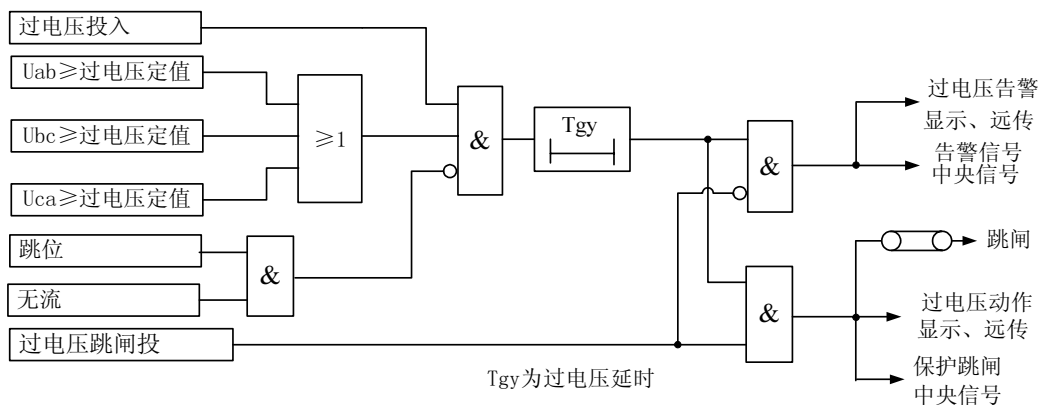 过电压投入
Uab≥过电压定值
Ubc≥过电压定值
Uca≥过电压定值
跳位
无流
过电压跳闸投
≥1
&
&
Tgy
&
&
过电压告警
显示、远传
告警信号
中央信号
跳闸
过电压动作
显示、远传
保护跳闸
中央信号
Tgy为过电压延时